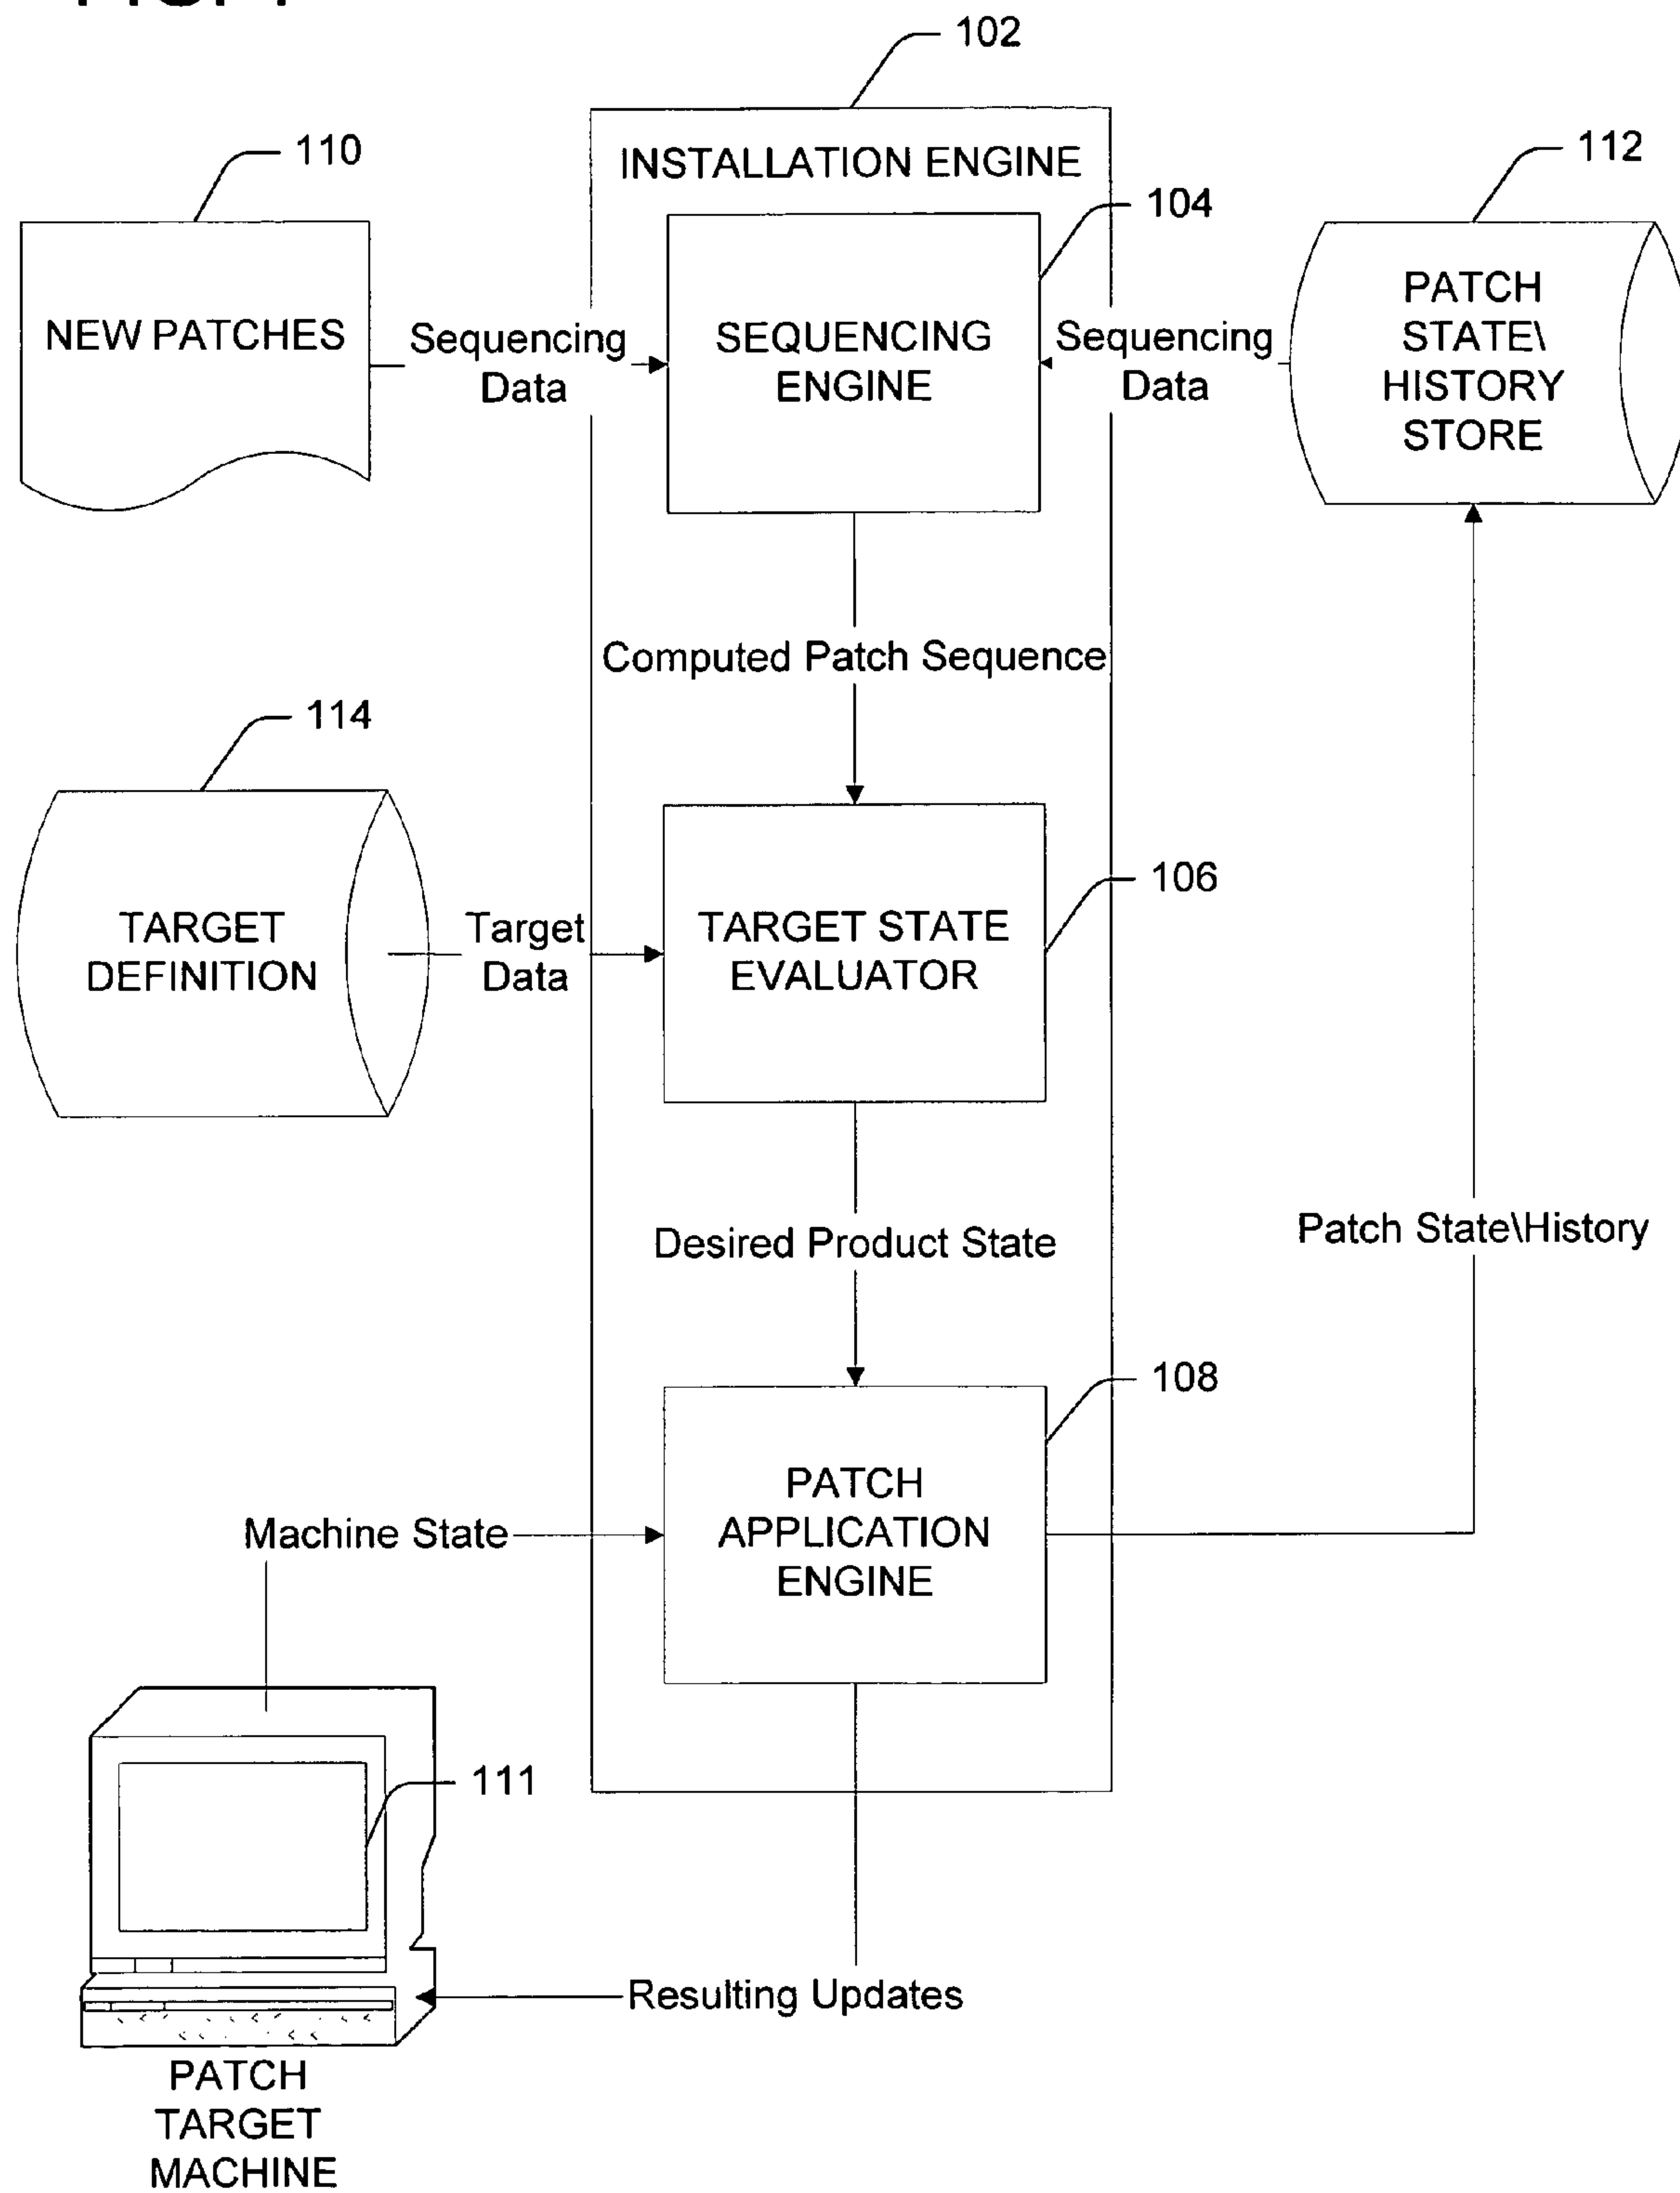 102
110
INSTALLATION ENGINE
112
104
NEW PATCHES
Sequencing
Data
SEQUENCING
ENGINE
Sequencing
Data
PATCH
STATE\
HISTORY
STORE
Computed Patch Sequence
114
106
TARGET
DEFINITION
Target
Data
TARGET STATE
EVALUATOR
Desired Product State
Patch State\History
108
PATCH
APPLICATION
ENGINE
Machine State
111
Resulting Updates
PATCH
TARGET
MACHINE